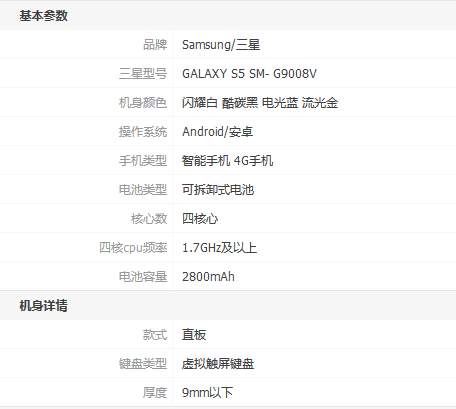 基本参数
品牌 Samsung/三星
三星型号 GALAXY S5 SM- G9008V
机身颜色 闪耀白 酷碳黑 电光蓝 流光金
操作系统 Android/安卓
手机类型 智能手机 4G手机
电池类型 可拆卸式电池
核心数 四核心
四核cpu频率 1.7GHz及以上
电池容量 2800mAh
机身详情
款式 直板
键盘类型 虚拟触屏键盘
厚度 9mm以下